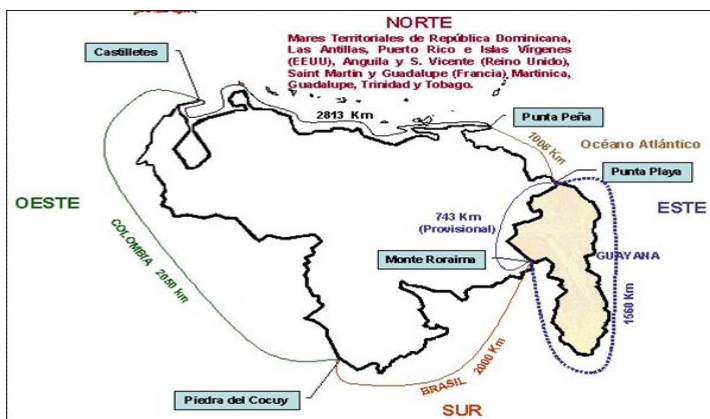 NORTE
Mares Territoriales de República Dominicana,
Las Antillas, Puerto Rico e Islas Vírgenes
(EEUU), Anguila y S. Vicente (Reino Unido),
Saint Martin y Guadalupe (Francia) Martinica,
Guadalupe, Trinidad y Tobago.
Castilletes
2813 Km
Punta Peña
1008 Km
Océano Atlántico
Punta Playa
OESTE
ESTE
743 Km
(Provisional)
COLOMBIA 2050 km
Monte Roraima
GUAYANA
1560 Km
Piedra del Cocuy
BRASIL 2000 Km
SUR